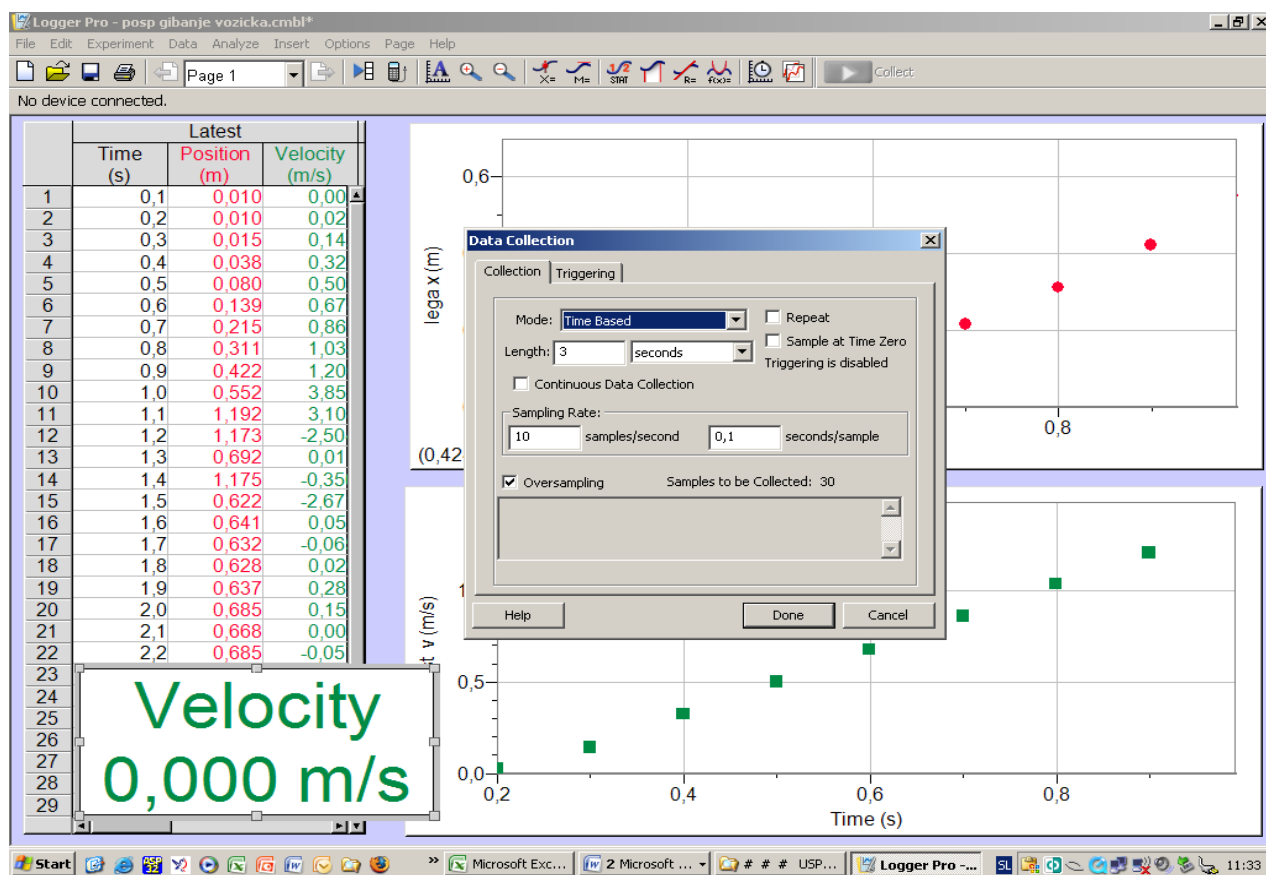 Logger Pro - posp gibanje vozicka.cmbl*
File Edit Experiment Data Analyze Insert Options Page Help
Page 1
Collect
No device connected.
Latest
Time Position Velocity
(s) (m) (m/s)
1 0,1 0,010 0,00
2 0,2 0,010 0,02
3 0,3 0,015 0,14
4 0,4 0,038 0,32
5 0,5 0,080 0,50
6 0,6 0,139 0,67
7 0,7 0,215 0,86
8 0,8 0,311 1,03
9 0,9 0,422 1,20
10 1,0 0,552 3,85
11 1,1 1,192 3,10
12 1,2 1,173 -2,50
13 1,3 0,692 0,01
14 1,4 1,175 -0,35
15 1,5 0,622 -2,67
16 1,6 0,641 0,05
17 1,7 0,632 -0,06
18 1,8 0,628 0,02
19 1,9 0,637 0,28
20 2,0 0,685 0,15
21 2,1 0,668 0,00
22 2,2 0,685 -0,05
23
24
25
26
27
28
29
Velocity
0,000 m/s
0,6
lega x (m)
0,8
(0,42
Data Collection
Collection Triggering
Mode: Time Based
Repeat
Length: 3 seconds
Sample at Time Zero
Triggering is disabled
Continuous Data Collection
Sampling Rate:
10 samples/second 0,1 seconds/sample
Oversampling Samples to be Collected: 30
Help Done Cancel
v (m/s)
0,5
0,0
0,2 0,4 0,6 0,8
Time (s)
Start
Microsoft Exc...
2 Microsoft ...
# # # USP...
Logger Pro -...
SL
11:33